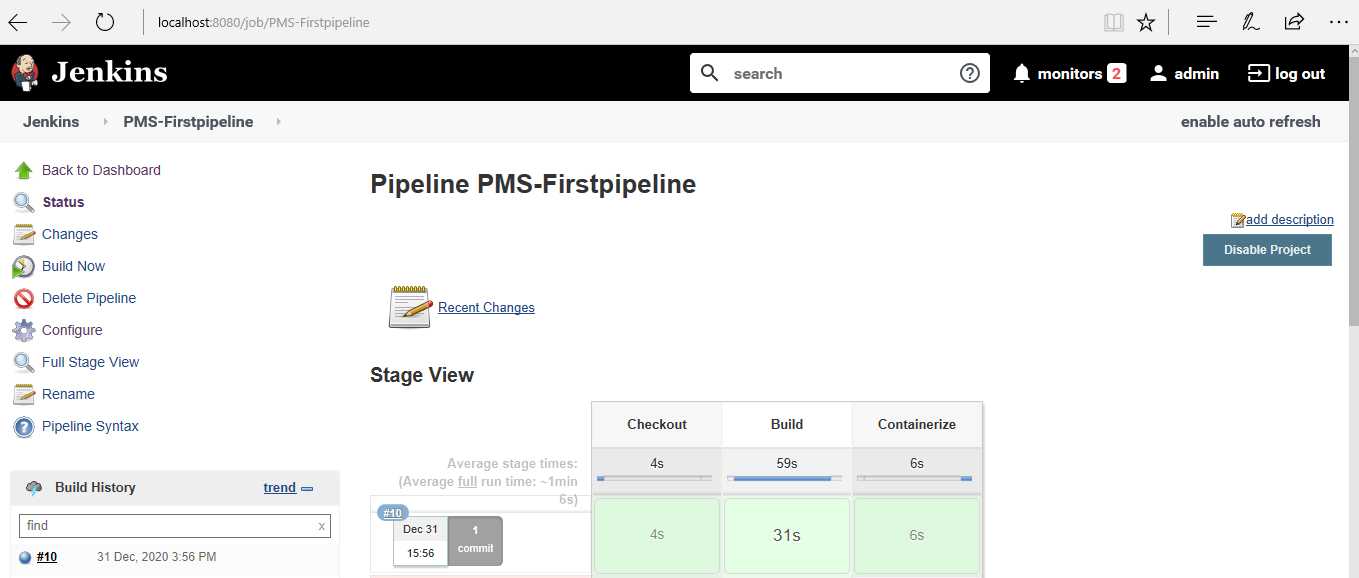 localhost:8080/job/PMS-Firstpipeline
Jenkins
search
monitors 2
admin
log out
Jenkins
PMS-Firstpipeline
enable auto refresh
Back to Dashboard
Status
Changes
Build Now
Delete Pipeline
Configure
Full Stage View
Rename
Pipeline Syntax
Build History
trend
find
x
#10
31 Dec, 2020 3:56 PM
Pipeline PMS-Firstpipeline
add description
Disable Project
Recent Changes
Stage View
Checkout
Build
Containerize
Average stage times:
(Average full run time: ~1min
6s)
4s
59s
6s
#10
Dec 31
15:56
1
commit
4s
31s
6s